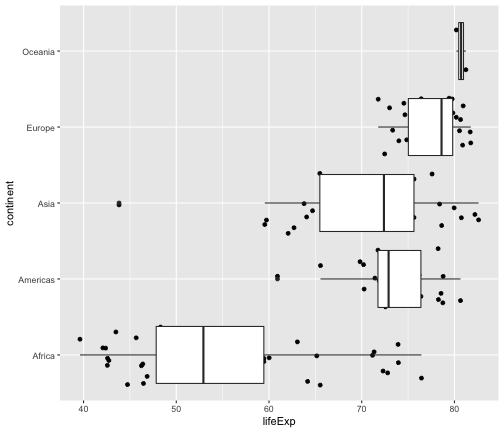 Oceania
Europe
Asia
Americas
Africa
continent
40 50 60 70 80
lifeExp